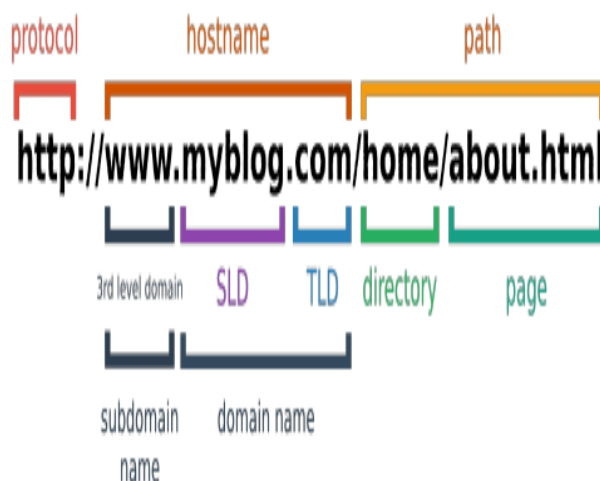 protocol hostname path
http://www.myblog.com/home/about.html
3rd level domain SLD TLD directory page
subdomain name domain name